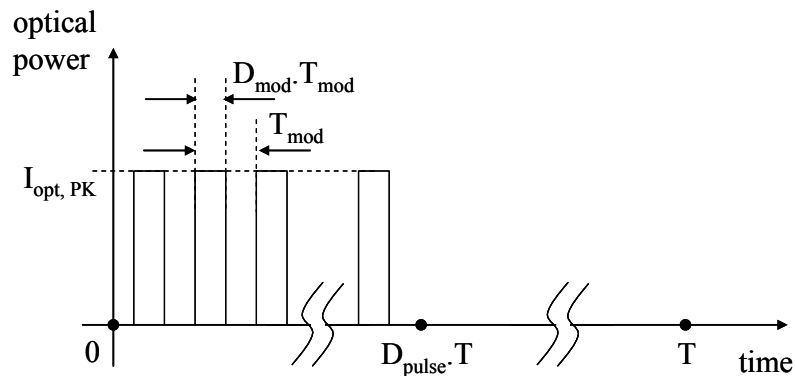 optical
power
D_mod.T_mod
T_mod
I_opt, PK
0
D_pulse.T
T
time